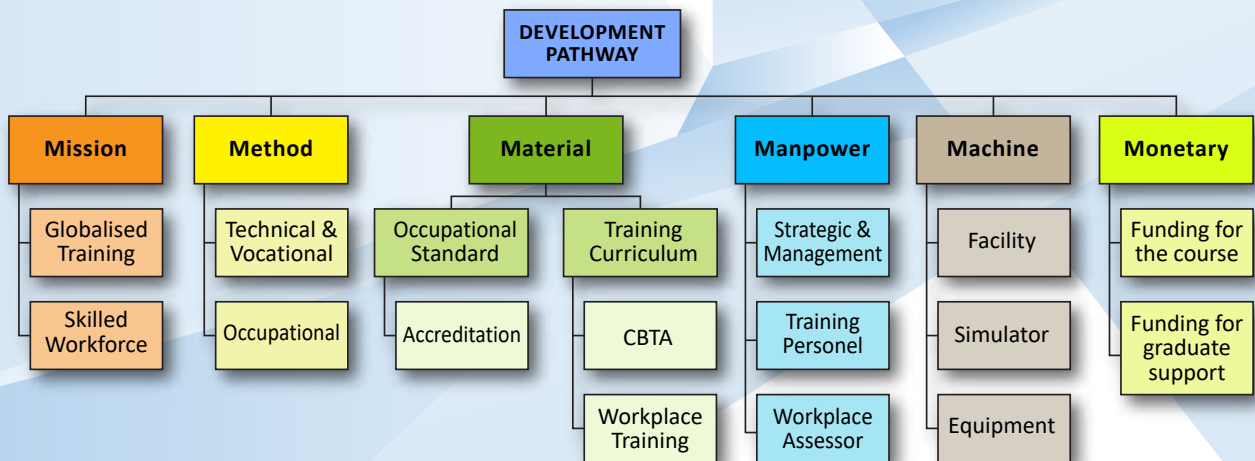 DEVELOPMENT
PATHWAY
Mission
Method
Material
Manpower
Machine
Monetary
Globalised
Training
Skilled
Workforce
Technical &
Vocational
Occupational
Occupational
Standard
Accreditation
Training
Curriculum
CBTA
Workplace
Training
Strategic &
Management
Training
Personel
Workplace
Assessor
Facility
Simulator
Equipment
Funding for
the course
Funding for
graduate
support